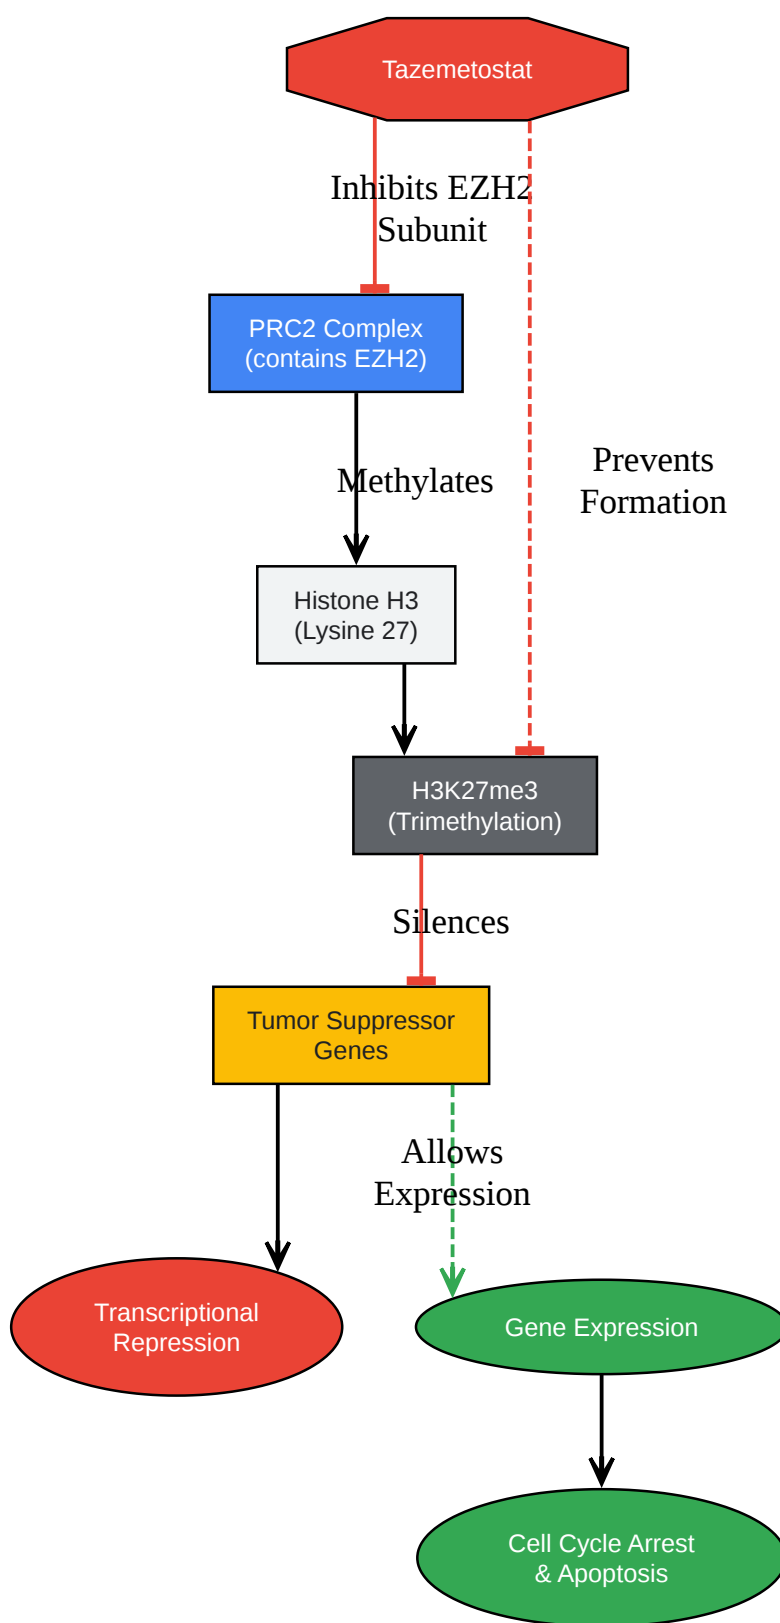 Tazemetostat
Inhibits EZH2
Subunit
PRC2 Complex
(contains EZH2)
Methylates
Prevents
Formation
Histone H3
(Lysine 27)
H3K27me3
(Trimethylation)
Silences
Tumor Suppressor
Genes
Allows
Expression
Transcriptional
Repression
Gene Expression
Cell Cycle Arrest
& Apoptosis